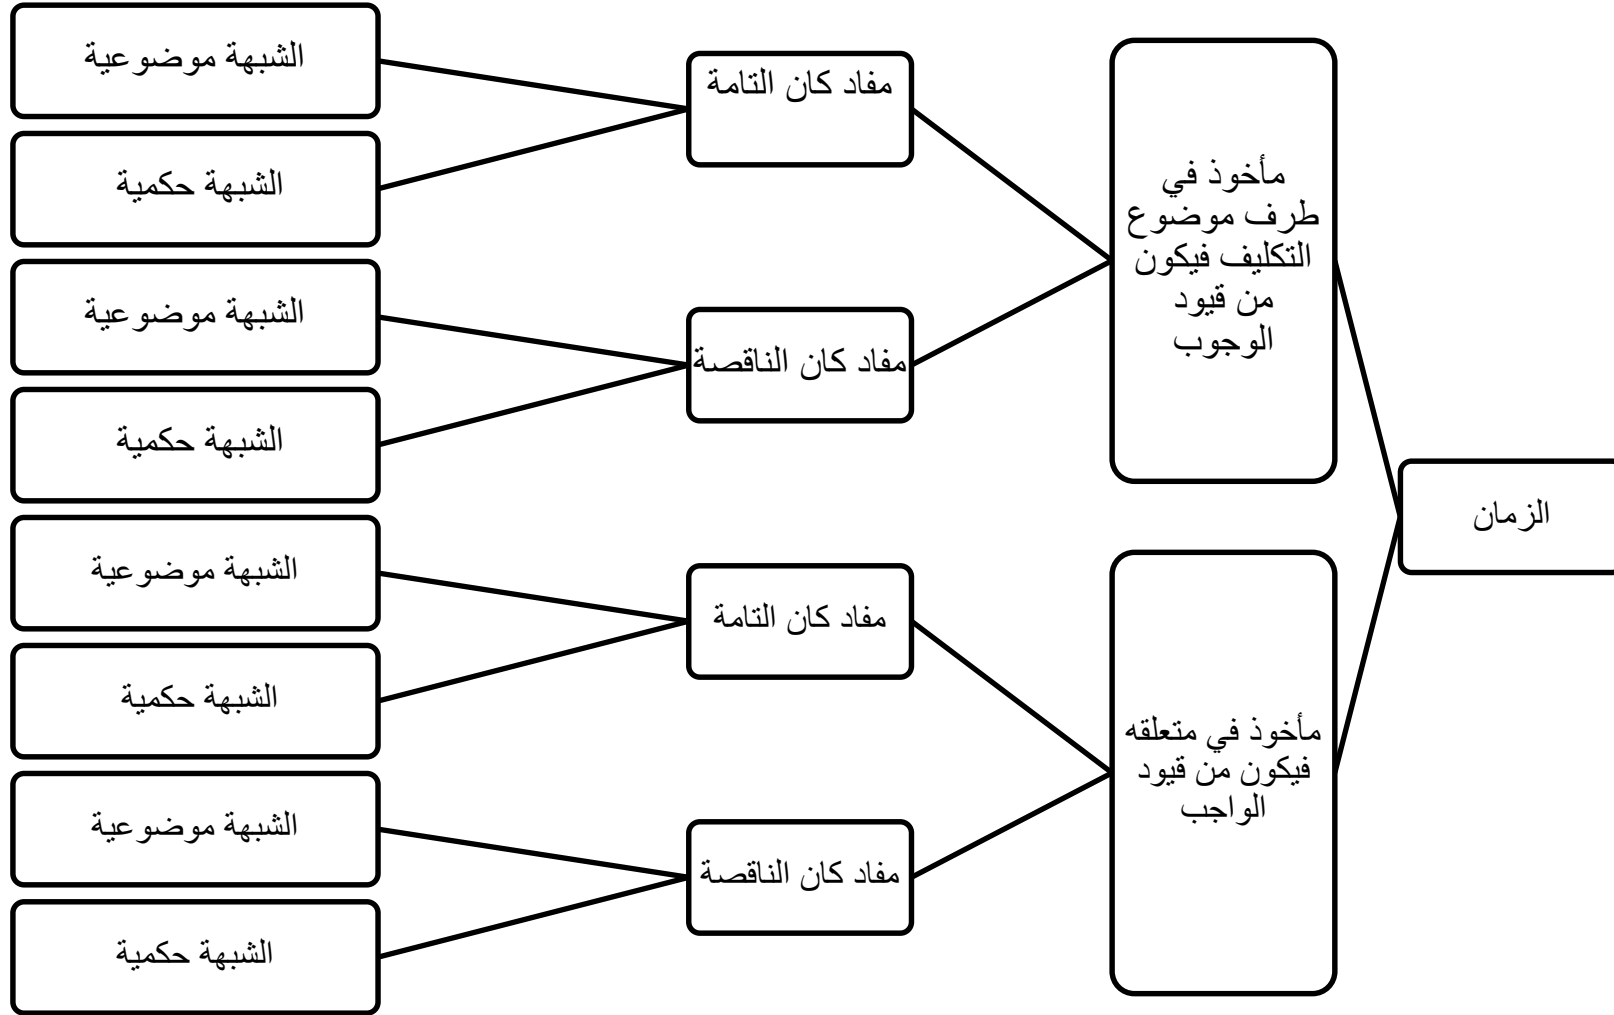 الزمان
مأخوذ في
طرف موضوع
التكليف فيكون
من قيود
الوجوب
مفاد كان التامة
الشبهة موضوعية
الشبهة حكمية
مفاد كان الناقصة
الشبهة موضوعية
الشبهة حكمية
مأخوذ في متعلقه
فيكون من قيود
الواجب
مفاد كان التامة
الشبهة موضوعية
الشبهة حكمية
مفاد كان الناقصة
الشبهة موضوعية
الشبهة حكمية